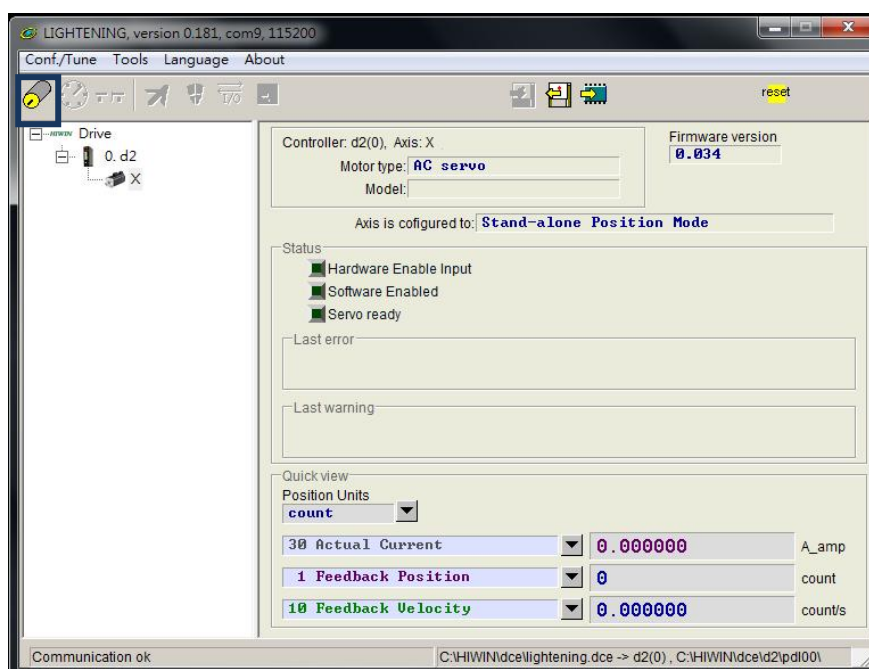 LIGHTENING, version 0.181, com9, 115200
Conf./Tune Tools Language About
I/O
reset
HIWIN Drive
0. d2
X
Controller: d2(0), Axis: X
Motor type: AC servo
Model:
Firmware version
0.034
Axis is cofigured to: Stand-alone Position Mode
Status
Hardware Enable Input
Software Enabled
Servo ready
Last error
Last warning
Quick view
Position Units
count
30 Actual Current 0.000000 A_amp
1 Feedback Position 0 count
10 Feedback Velocity 0.000000 count/s
Communication ok C:\HIWIN\dce\lightening.dce -> d2(0) , C:\HIWIN\dce\d2\pdl00\